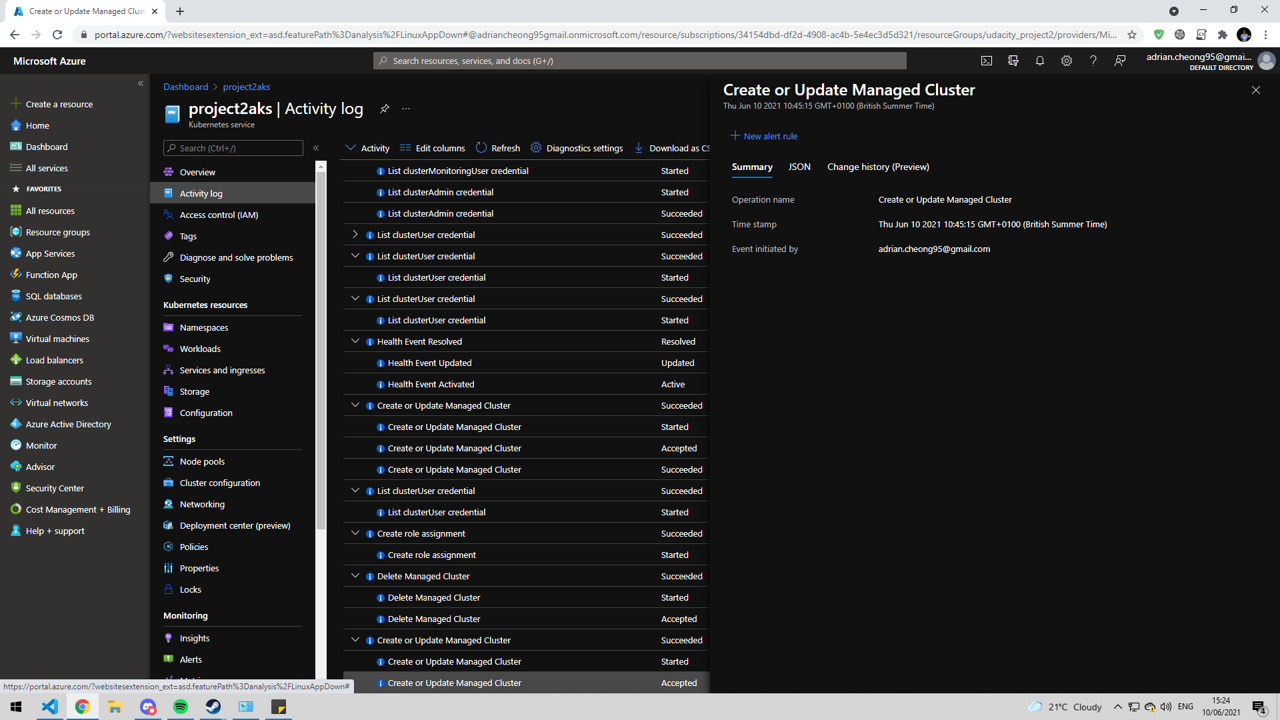 Create or Update Managed Cluster
portal.azure.com/?websitesextension_ext=asd.featurePath%3Danalysis%2FLinuxAppDown#@adriancheong95gmail.onmicrosoft.com/resource/subscriptions/34154dbd-df2d-4908-ac4b-5e4ec3d5d321/resourceGroups/udacity_project2/providers/Mi...
Microsoft Azure
Search resources, services, and docs (G+/)
adrian.cheong95@gmai...
DEFAULT DIRECTORY
Create a resource
Home
Dashboard
All services
FAVORITES
All resources
Resource groups
App Services
Function App
SQL databases
Azure Cosmos DB
Virtual machines
Load balancers
Storage accounts
Virtual networks
Azure Active Directory
Monitor
Advisor
Security Center
Cost Management + Billing
Help + support
Dashboard > project2aks
project2aks | Activity log
Kubernetes service
Search (Ctrl+/)
Overview
Activity log
Access control (IAM)
Tags
Diagnose and solve problems
Security
Kubernetes resources
Namespaces
Workloads
Services and ingresses
Storage
Configuration
Settings
Node pools
Cluster configuration
Networking
Deployment center (preview)
Policies
Properties
Locks
Monitoring
Insights
Alerts
Activity Edit columns Refresh Diagnostics settings Download as CS
List clusterMonitoringUser credential Started
List clusterAdmin credential Started
List clusterAdmin credential Succeeded
List clusterUser credential Succeeded
List clusterUser credential Succeeded
List clusterUser credential Started
List clusterUser credential Succeeded
List clusterUser credential Started
Health Event Resolved Resolved
Health Event Updated Updated
Health Event Activated Active
Create or Update Managed Cluster Succeeded
Create or Update Managed Cluster Started
Create or Update Managed Cluster Accepted
Create or Update Managed Cluster Succeeded
List clusterUser credential Succeeded
List clusterUser credential Started
Create role assignment Succeeded
Create role assignment Started
Delete Managed Cluster Succeeded
Delete Managed Cluster Started
Delete Managed Cluster Accepted
Create or Update Managed Cluster Succeeded
Create or Update Managed Cluster Started
Create or Update Managed Cluster Accepted
Create or Update Managed Cluster
Thu Jun 10 2021 10:45:15 GMT+0100 (British Summer Time)
New alert rule
Summary JSON Change history (Preview)
Operation name Create or Update Managed Cluster
Time stamp Thu Jun 10 2021 10:45:15 GMT+0100 (British Summer Time)
Event initiated by adrian.cheong95@gmail.com
https://portal.azure.com/?websitesextension_ext=asd.featurePath%3Danalysis%2FLinuxAppDown#
21°C Cloudy
ENG
15:24
10/06/2021
4